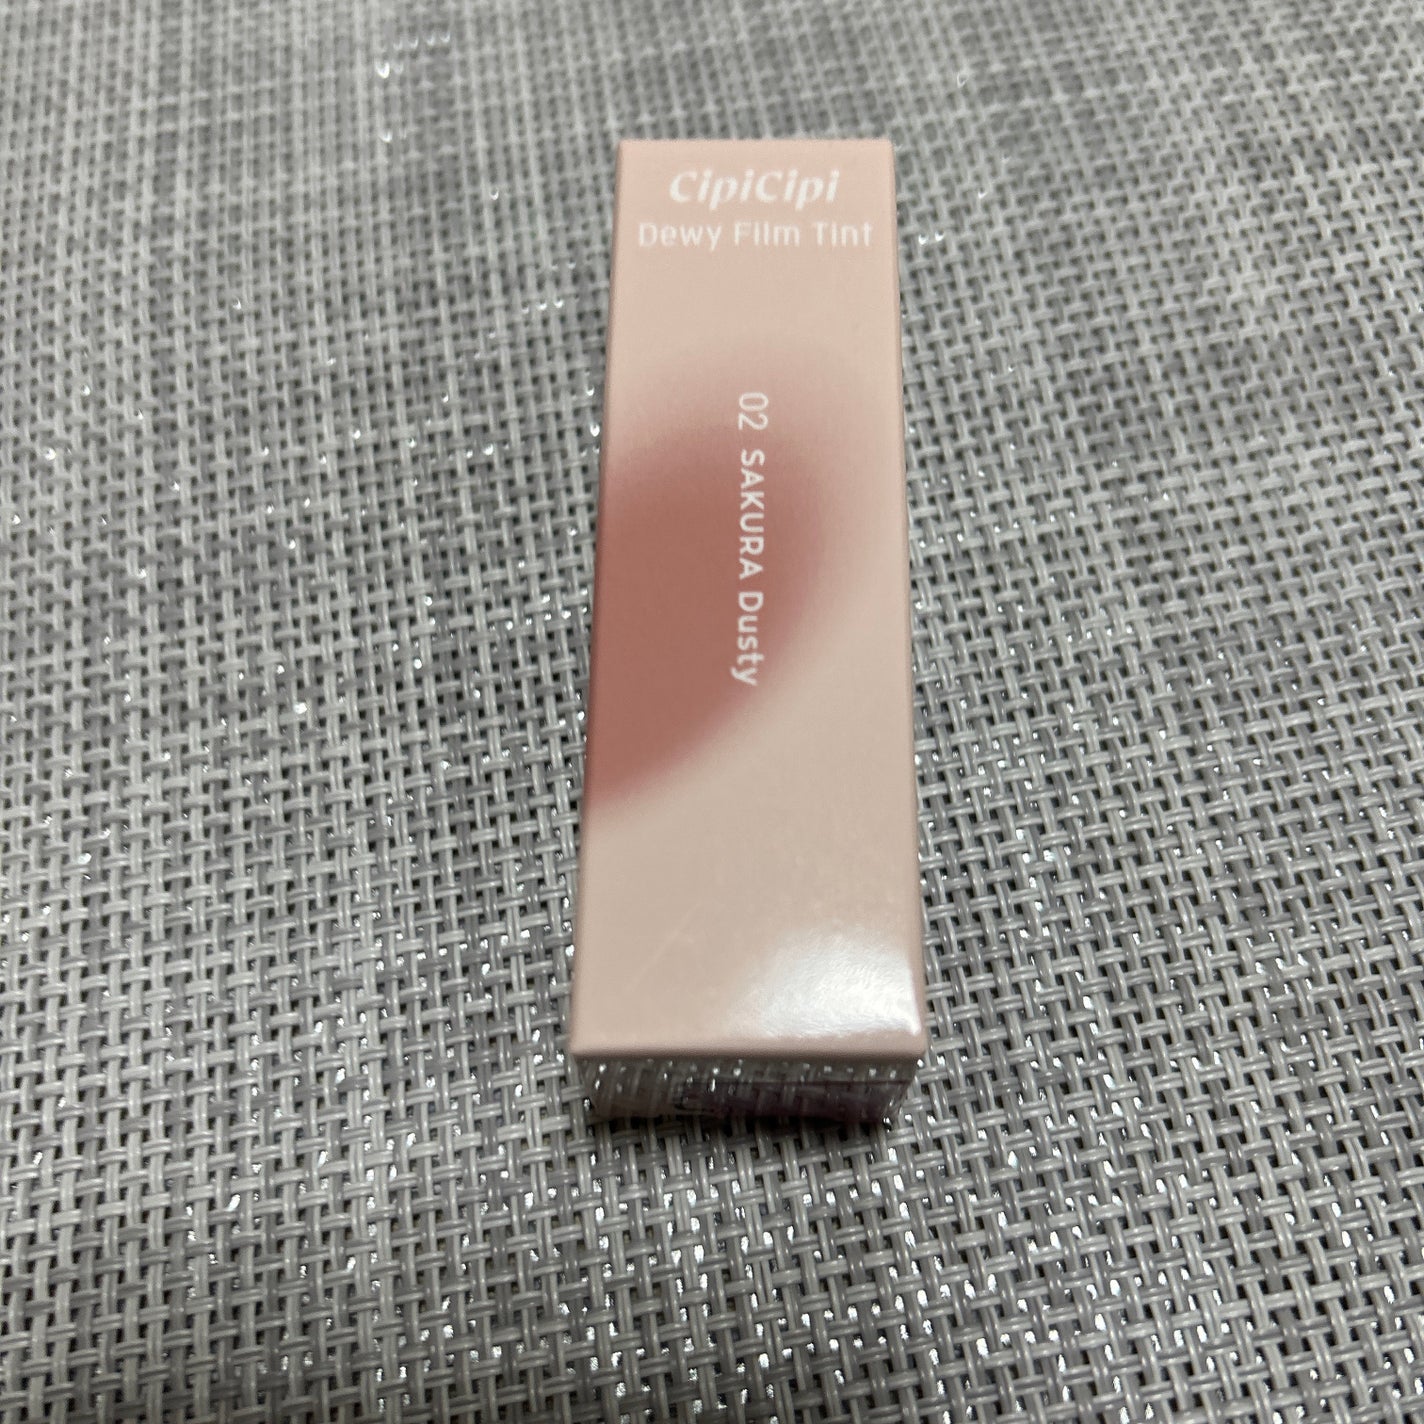 CipiCipi
Dewy Film Tint
02 SAKURA Dusty